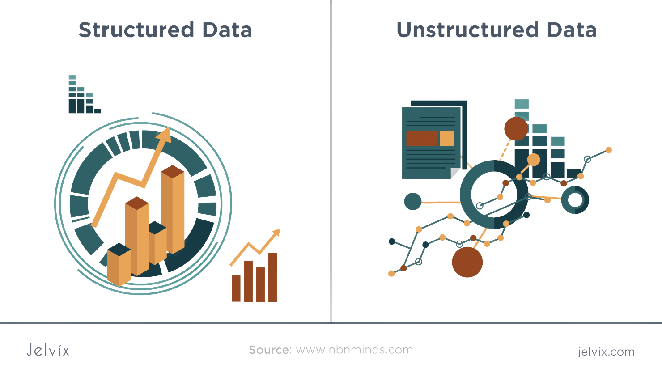 Structured Data
Unstructured Data
Jelvix
Source: www.nbnminds.com
jelvix.com